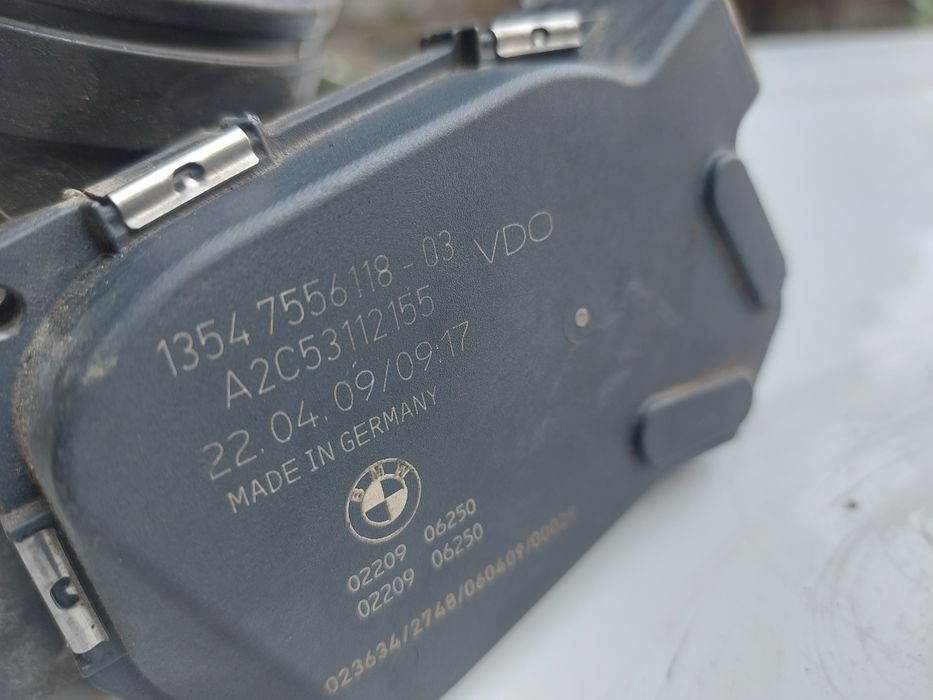 1354 7556118-03 VDO
A2C53112155
22.04.09/09:17
MADE IN GERMANY
BMW
02209 06250
02209 06250
023634/2748/060409/00029